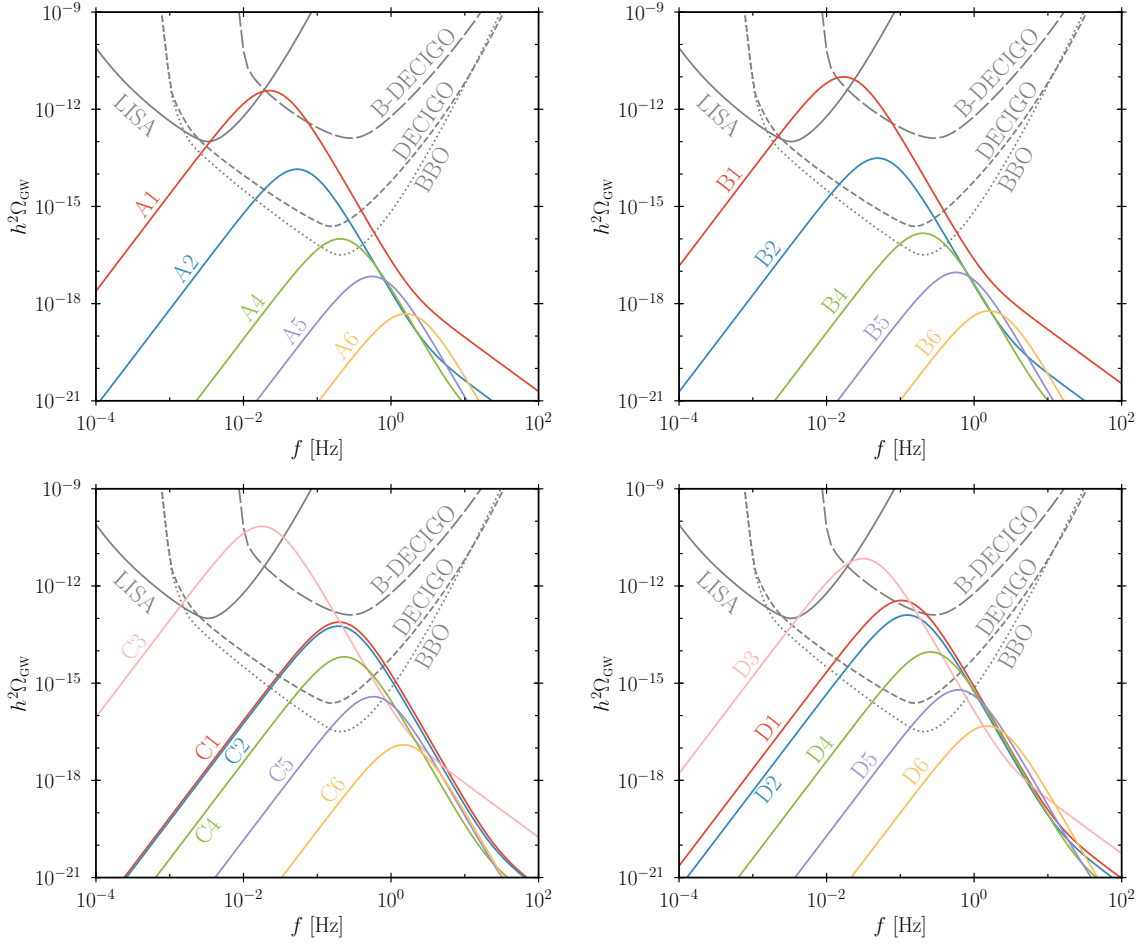 10^{-9}
10^{-12}
10^{-15}
10^{-18}
10^{-21}
h^2Ω_GW
10^{-4}
10^{-2}
10^0
10^2
f [Hz]
LISA
B-DECIGO
DECIGO
BBO
A1
A2
A4
A5
A6
10^{-9}
10^{-12}
10^{-15}
10^{-18}
10^{-21}
h^2Ω_GW
10^{-4}
10^{-2}
10^0
10^2
f [Hz]
LISA
B-DECIGO
DECIGO
BBO
B1
B2
B4
B5
B6
10^{-9}
10^{-12}
10^{-15}
10^{-18}
10^{-21}
h^2Ω_GW
10^{-4}
10^{-2}
10^0
10^2
f [Hz]
LISA
B-DECIGO
DECIGO
BBO
C3
C1
C2
C4
C5
C6
10^{-9}
10^{-12}
10^{-15}
10^{-18}
10^{-21}
h^2Ω_GW
10^{-4}
10^{-2}
10^0
10^2
f [Hz]
LISA
B-DECIGO
DECIGO
BBO
D3
D1
D2
D4
D5
D6